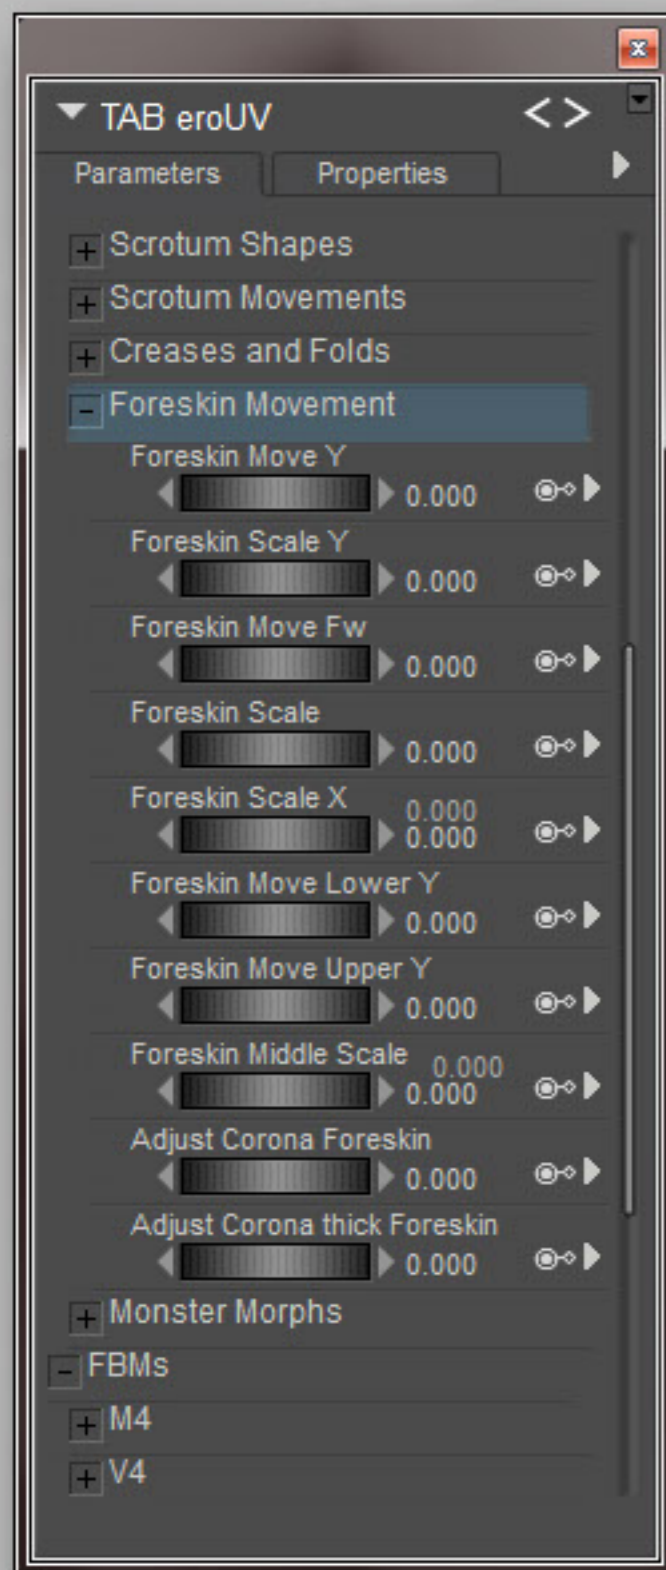 x
TAB eroUV < >
Parameters Properties
+ Scrotum Shapes
+ Scrotum Movements
+ Creases and Folds
- Foreskin Movement
Foreskin Move Y
0.000
Foreskin Scale Y
0.000
Foreskin Move Fw
0.000
Foreskin Scale
0.000
Foreskin Scale X 0.000
0.000
Foreskin Move Lower Y
0.000
Foreskin Move Upper Y
0.000
Foreskin Middle Scale 0.000
0.000
Adjust Corona Foreskin
0.000
Adjust Corona thick Foreskin
0.000
+ Monster Morphs
- FBMs
+ M4
+ V4